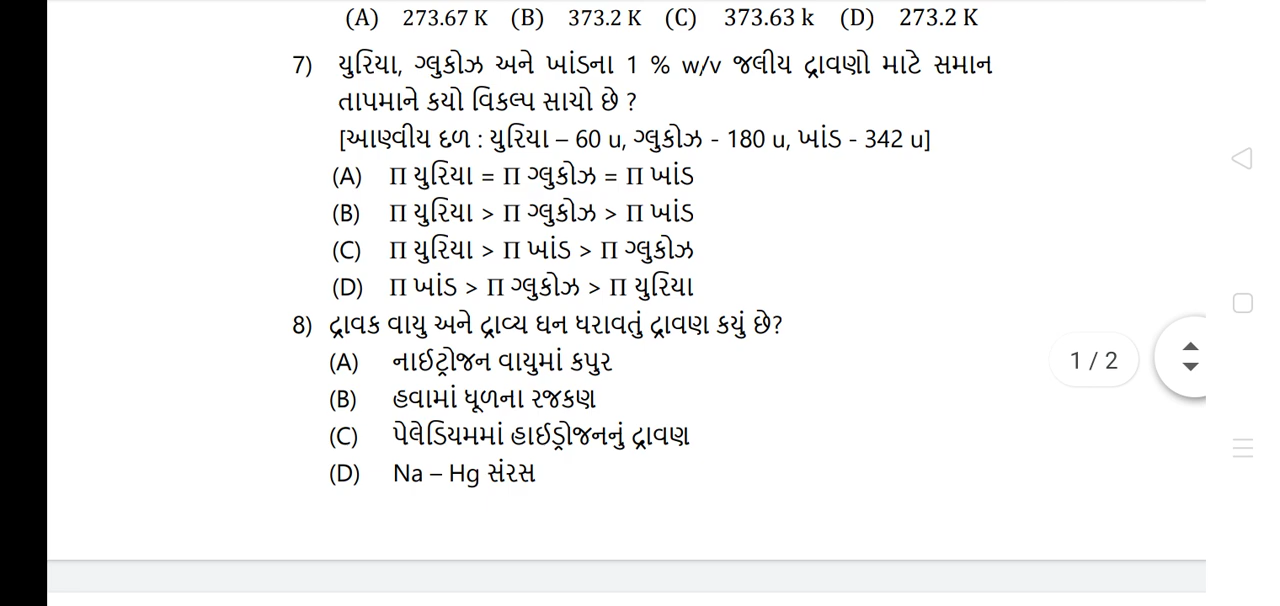 (A) 273.67 K (B) 373.2 K (C) 373.63 k (D) 273.2 K
7) યુરિયા, ગ્લુકોઝ અને ખાંડના 1 % w/v જલીય દ્રાવણો માટે સમાન
તાપમાને કયો વિકલ્પ સાચો છે ?
[આણ્વીય દળ : યુરિયા – 60 u, ગ્લુકોઝ - 180 u, ખાંડ - 342 u]
(A) Π યુરિયા = Π ગ્લુકોઝ = Π ખાંડ
(B) Π યુરિયા > Π ગ્લુકોઝ > Π ખાંડ
(C) Π યુરિયા > Π ખાંડ > Π ગ્લુકોઝ
(D) Π ખાંડ > Π ગ્લુકોઝ > Π યુરિયા
8) દ્રાવક વાયુ અને દ્રાવ્ય ઘન ધરાવતું દ્રાવણ કયું છે?
(A) નાઈટ્રોજન વાયુમાં કપુર
1 / 2
(B) હવામાં ધૂળના રજકણ
(C) પેલેડિયમમાં હાઈડ્રોજનનું દ્રાવણ
(D) Na – Hg સંરસ